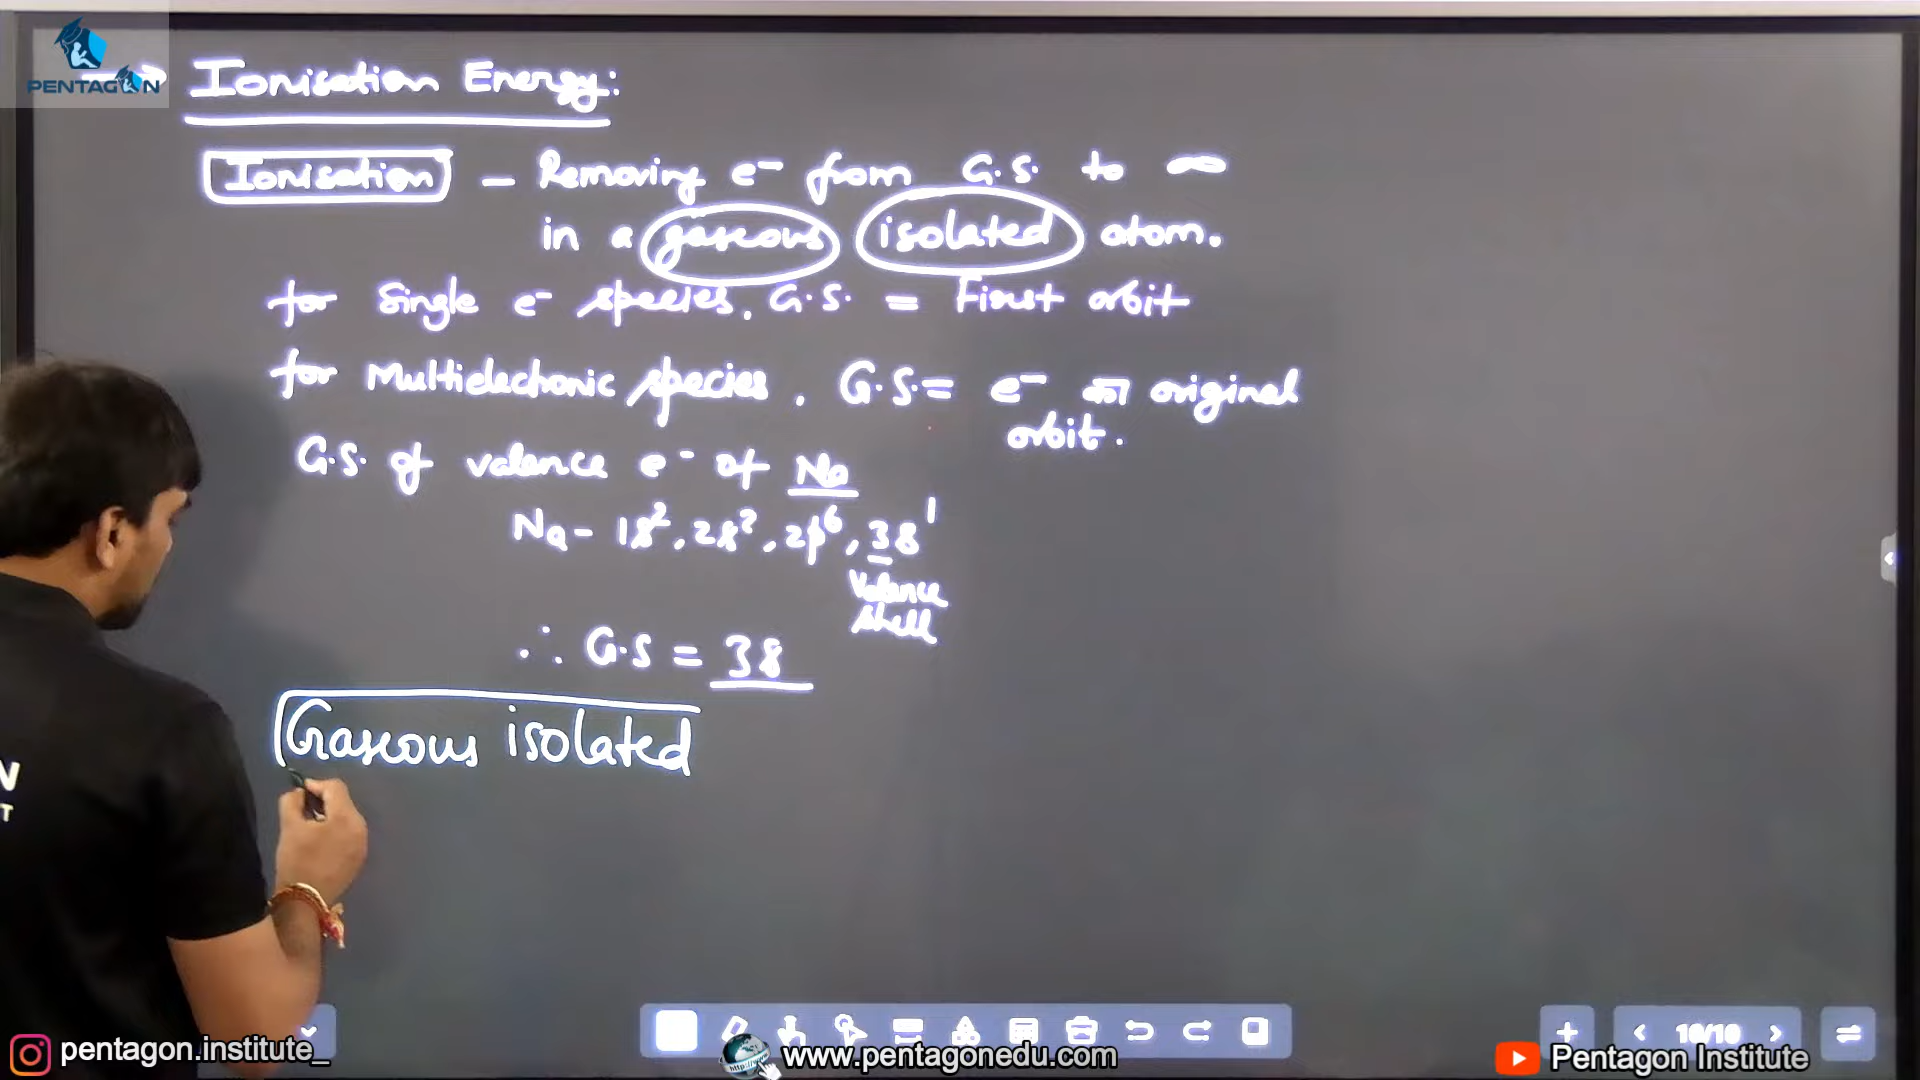 PENTAGON
→ Ionisation Energy:
Ionisation – Removing e⁻ from G.S. to ∞
in a gaseous isolated atom.
for single e⁻ species, G.S. = First orbit
for Multielectronic species, G.S. = e⁻ का original
orbit.
G.S. of valence e⁻ of Na
Na – 1s², 2s², 2p⁶, 3s¹
Valence
shell
∴ G.S = 3s
Gaseous isolated
N
T
10/10
pentagon.institute_
http://www
www.pentagonedu.com
Pentagon Institute